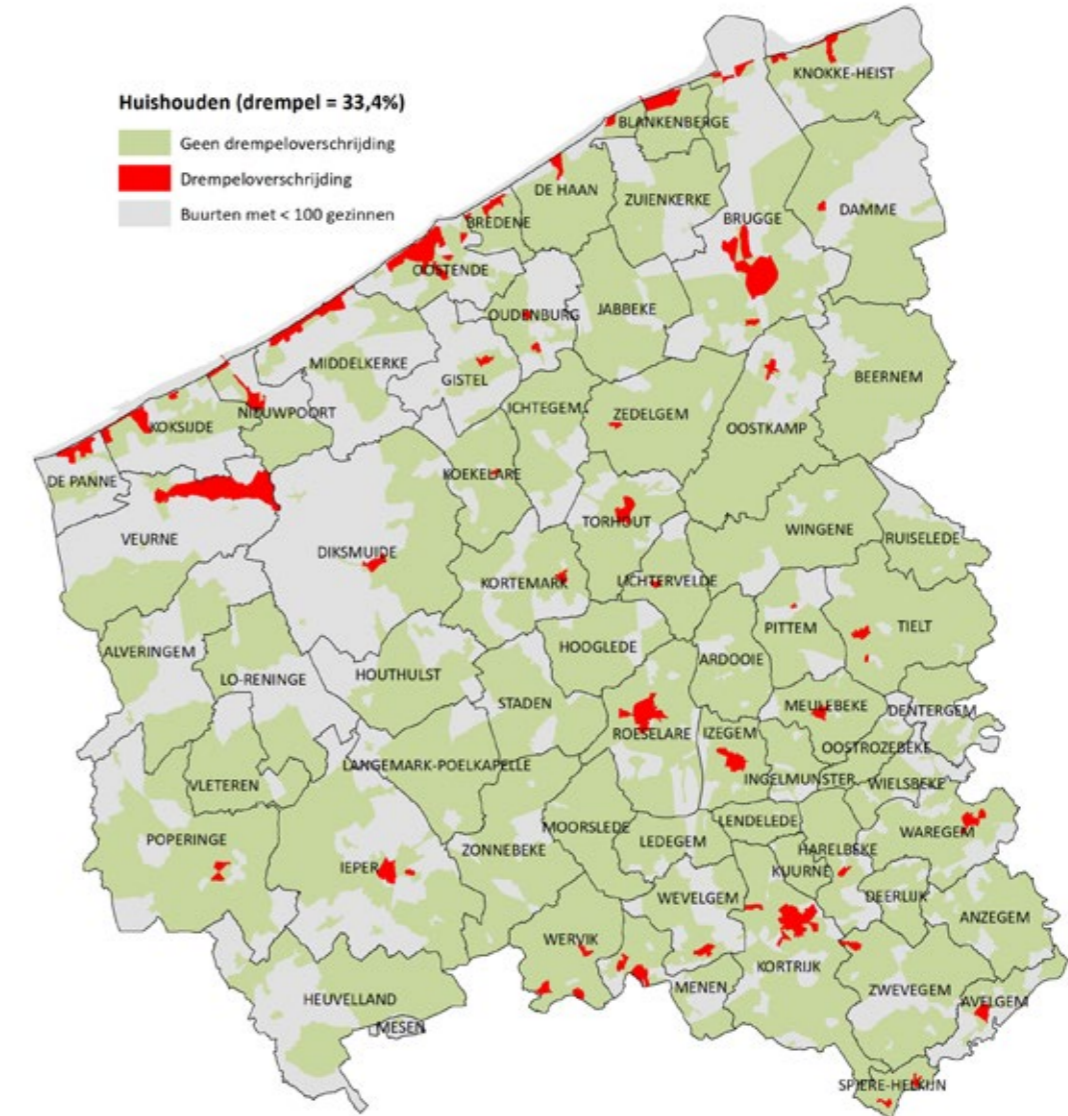 Huishouden (drempel = 33,4%)
Geen drempeloverschrijding
Drempeloverschrijding
Buurten met < 100 gezinnen
KNOKKE-HEIST
BLANKENBERGE
DE HAAN
ZUIENKERKE
BRUGGE
DAMME
BREDENE
OOSTENDE
OUDENBURG
JABBEKE
MIDDELKERKE
GISTEL
BEERNEM
NIEUWPOORT
ICHTEGEM
ZEDELGEM
OOSTKAMP
KOKSIJDE
KOEKELARE
DE PANNE
VEURNE
TORHOUT
WINGENE
RUISELEDE
DIKSMUIDE
KORTEMARK
LICHTERVELDE
PITTEM
TIELT
ALVERINGEM
LO-RENINGE
HOUTHULST
HOOGLEDE
ARDOOIE
STADEN
MEULEBEKE
DENTERGEM
ROESELARE
IZEGEM
OOSTROZEBEKE
LANGEMARK-POELKAPELLE
INGELMUNSTER
WIELSBEKE
VLETEREN
LENDELEDE
MOORSLEDE
POPERINGE
LEDEGEM
HARELBEKE
WAREGEM
IEPER
ZONNEBEKE
KUURNE
WEVELGEM
DEERLIJK
ANZEGEM
WERVIK
KORTRIJK
MENEN
ZWEVEGEM
HEUVELLAND
AVELGEM
MESEN
SPIERE-HELKIJN